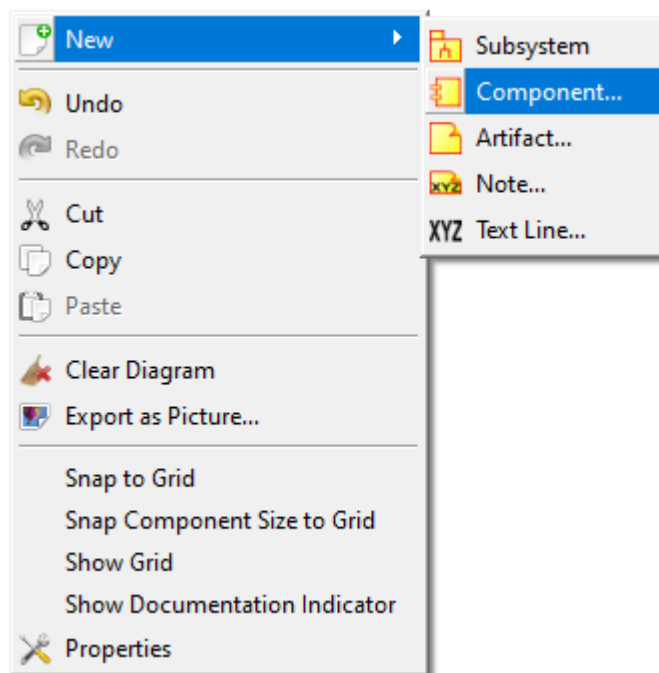 New
Undo
Redo
Cut
Copy
Paste
Clear Diagram
Export as Picture...
Snap to Grid
Snap Component Size to Grid
Show Grid
Show Documentation Indicator
Properties
Subsystem
Component...
Artifact...
XYZ Note...
XYZ Text Line...